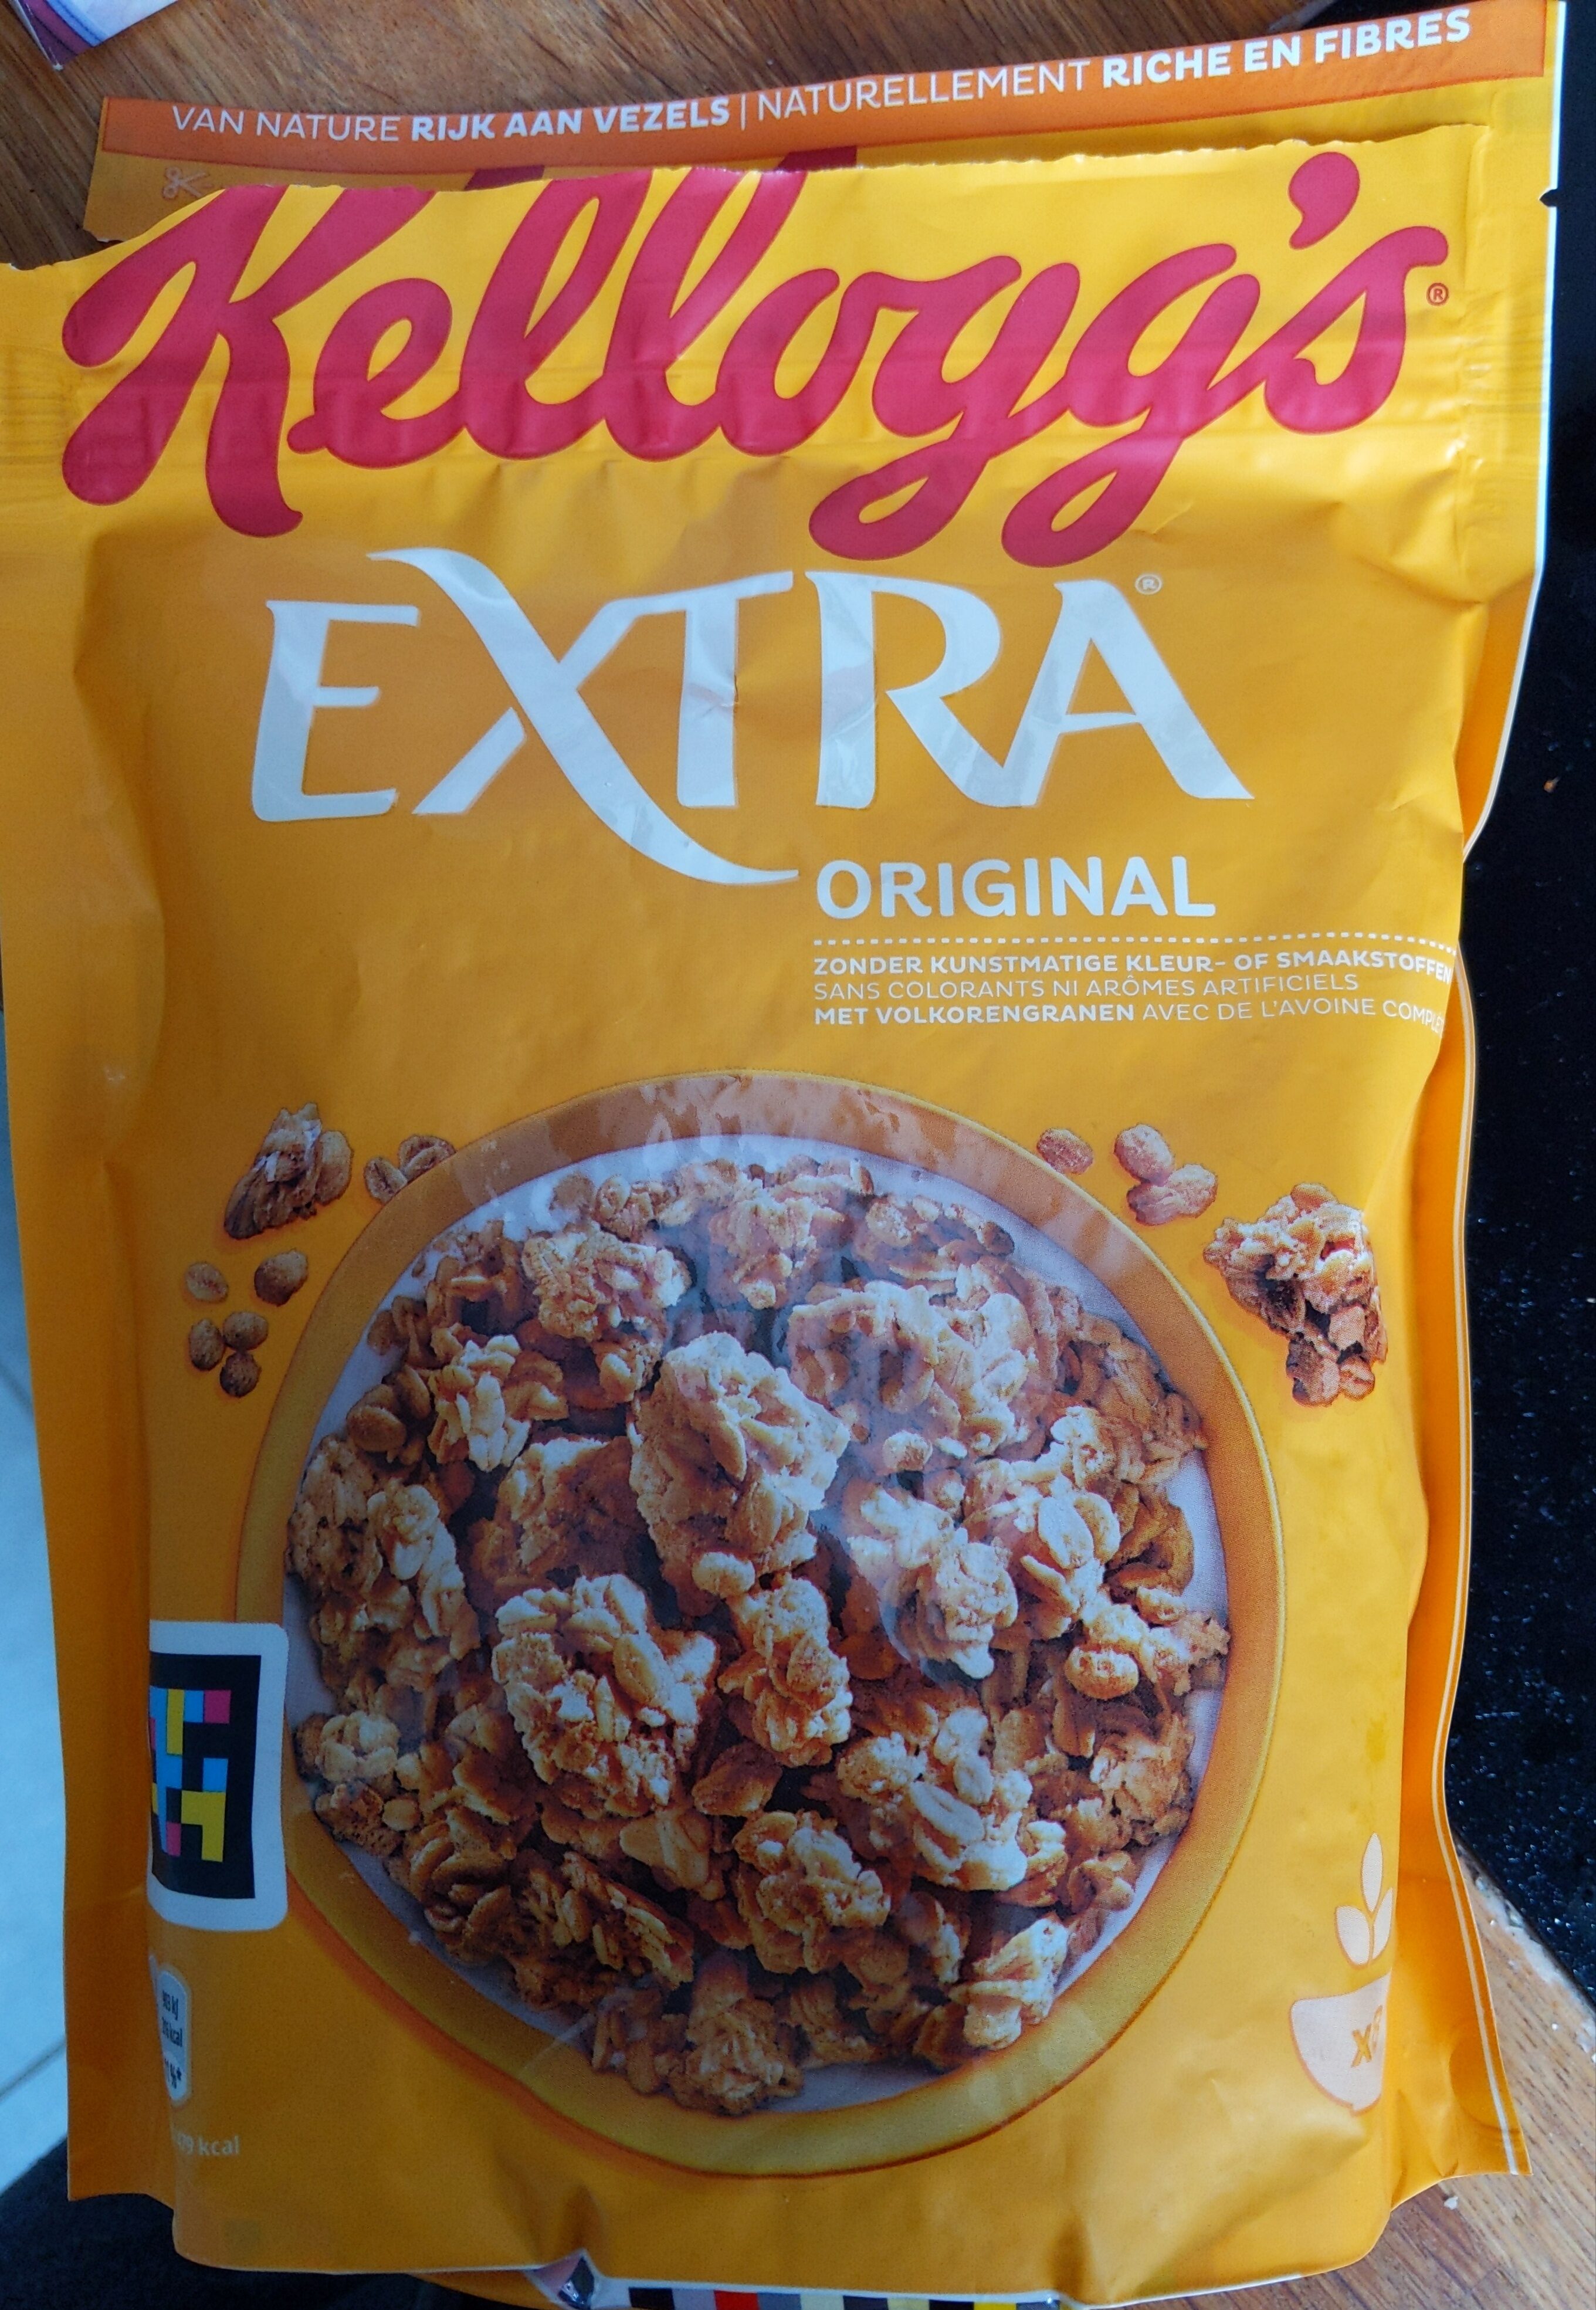 VAN NATURE RIJK AAN VEZELS | NATURELLEMENT RICHE EN FIBRES
Kellogg's®
EXTRA®
ORIGINAL
ZONDER KUNSTMATIGE KLEUR- OF SMAAKSTOFFEN
SANS COLORANTS NI ARÔMES ARTIFICIELS
MET VOLKORENGRANEN AVEC DE L'AVOINE
kcal